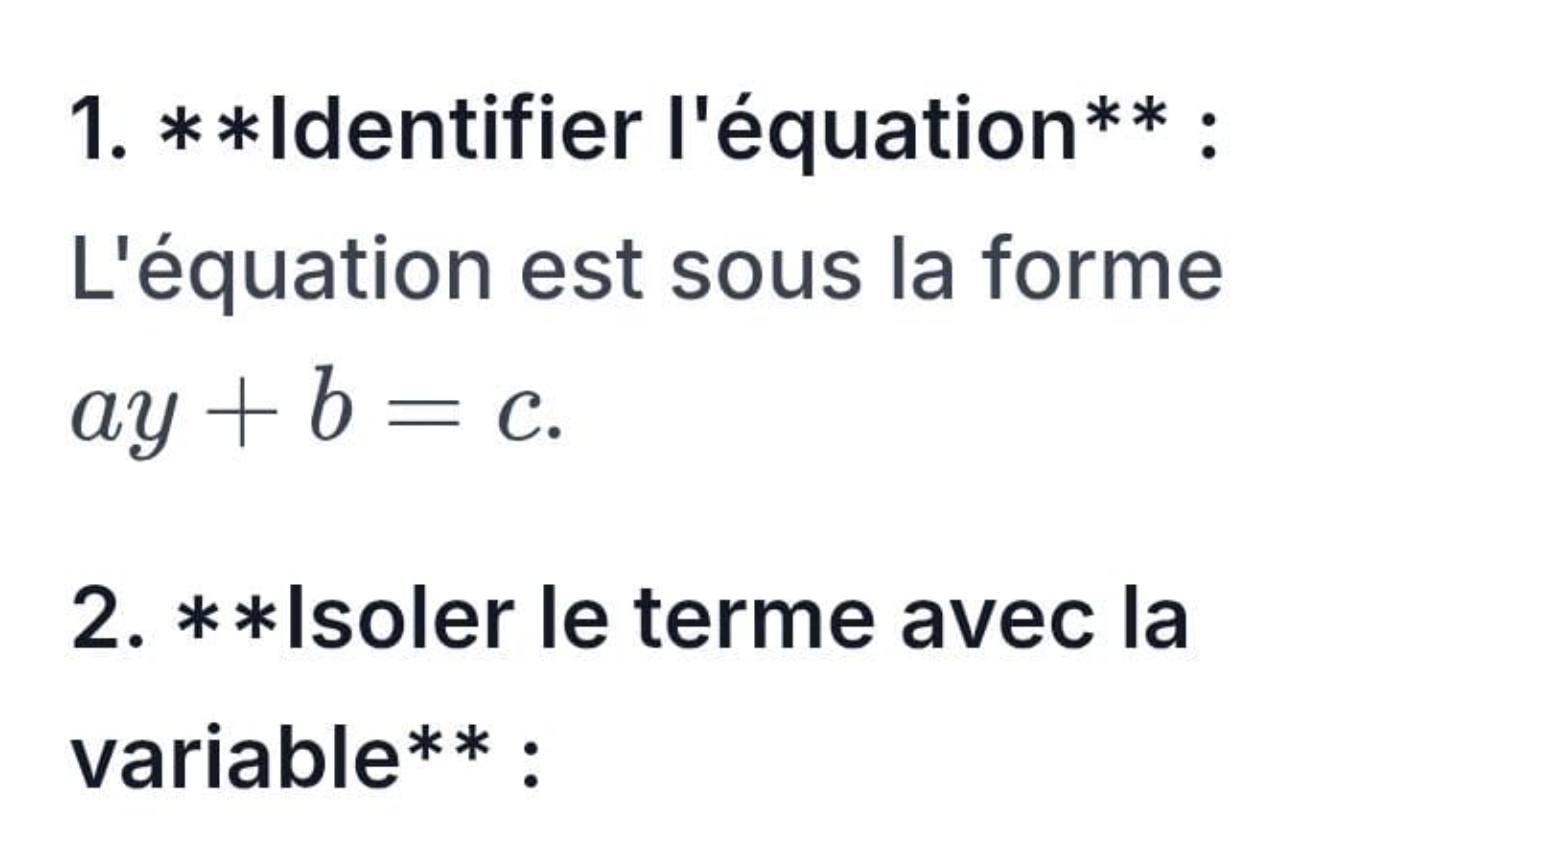 1. **Identifier l'équation** :
L'équation est sous la forme
ay + b = c.
2. **Isoler le terme avec la
variable** :